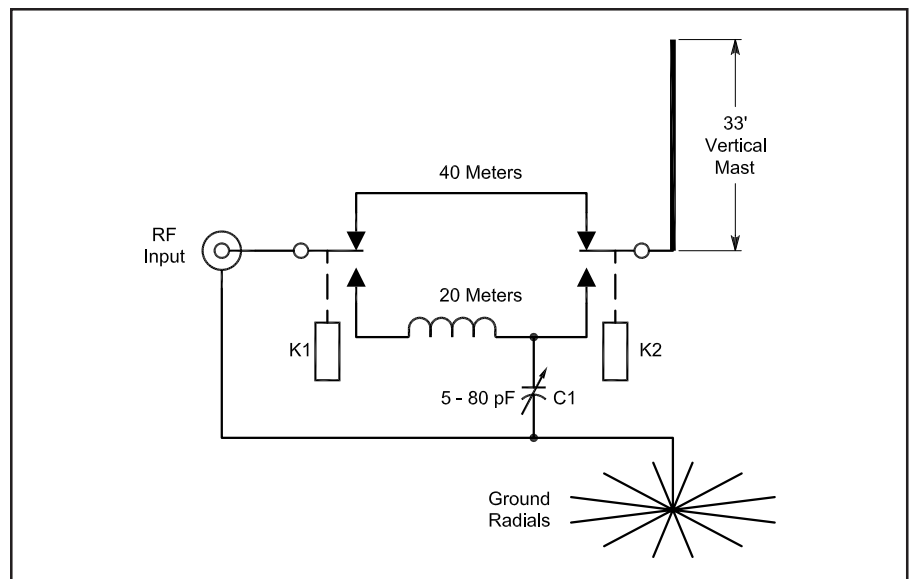 33'
Vertical
Mast
40 Meters
RF
Input
20 Meters
K1
K2
5 - 80 pF
C1
Ground
Radials